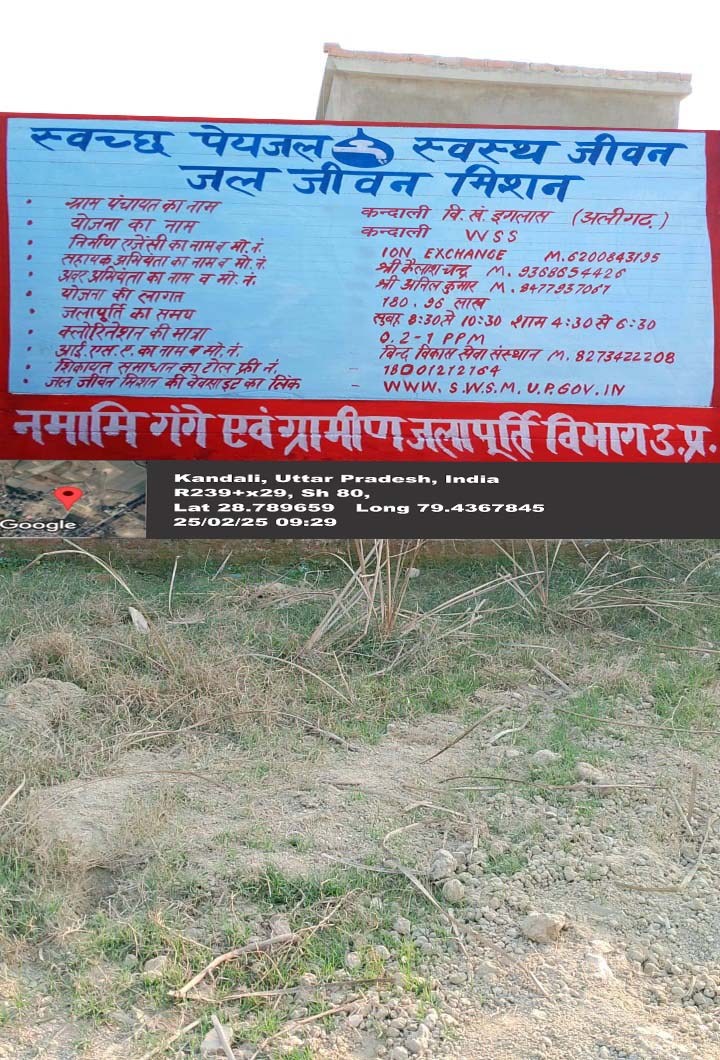 स्वच्छ पेयजल स्वस्थ जीवन
जल जीवन मिशन
• ग्राम पंचायत का नाम कन्दाली वि. सं. इगलास (अलीगढ़)
• योजना का नाम कन्दाली WSS
• निर्माण एजेंसी का नाम व मो. नं. ION EXCHANGE M.6200843195
• सहायक अभियंता का नाम व मो. नं. श्री कैलाश चन्द्र M. 9368654426
• अवर अभियंता का नाम व मो. नं. श्री अनिल कुमार M. 8477937067
• योजना की लागत 180.96 लाख
• जलापूर्ति का समय सुबह 8:30 से 10:30 शाम 4:30 से 6:30
• क्लोरिनेशन की मात्रा 0.2-1 PPM
• आई. एस. ए. का नाम व मो. नं. बिन्द विकास सेवा संस्थान M. 8273422208
• शिकायत समाधान का टोल फ्री नं. - 18001212164
• जल जीवन मिशन की वेवसाइट का लिंक - WWW.S.W.S.M.U.P.GOV.IN
नमामि गंगे एवं ग्रामीण जलापूर्ति विभाग उ.प्र.
Google
Kandali, Uttar Pradesh, India
R239+x29, Sh 80,
Lat 28.789659 Long 79.4367845
25/02/25 09:29